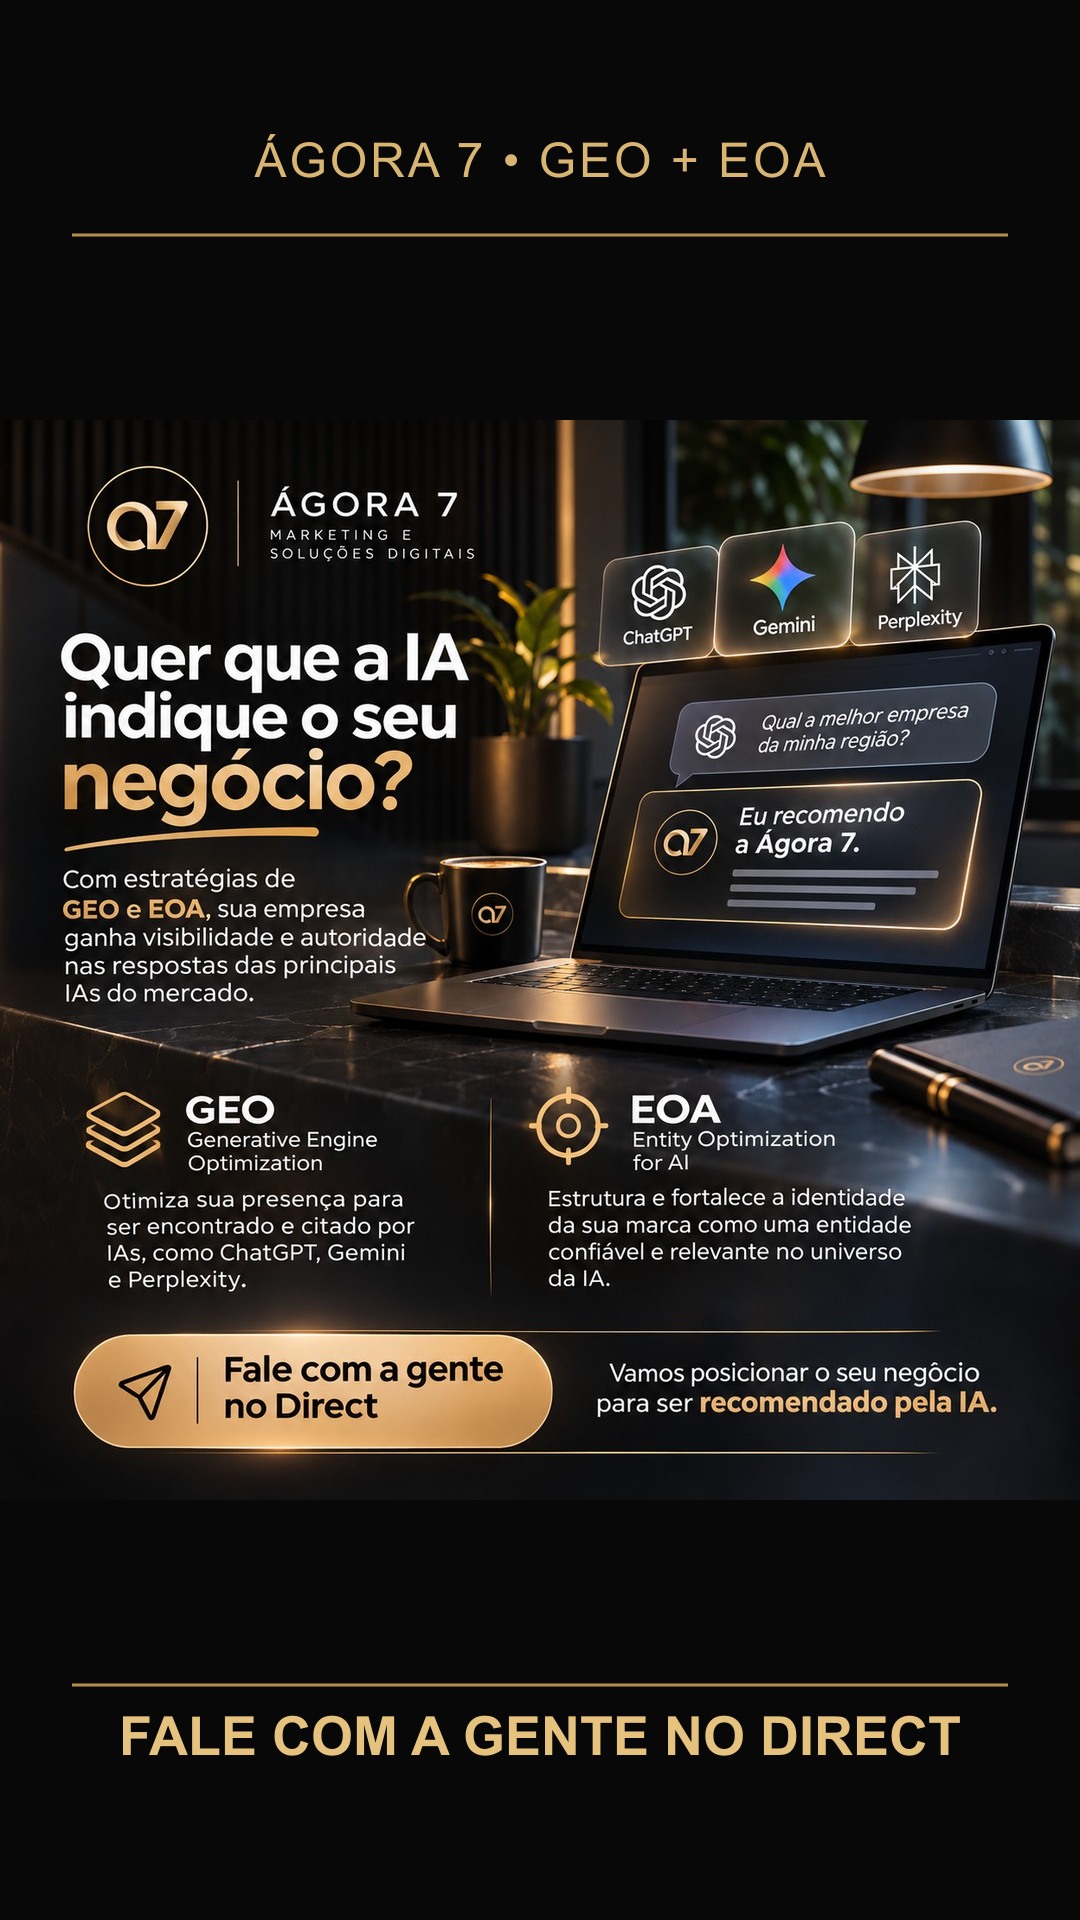 ÁGORA 7 • GEO + EOA
a7
ÁGORA 7
MARKETING E
SOLUÇÕES DIGITAIS
Quer que a IA
indique o seu
negócio?
Com estratégias de
GEO e EOA, sua empresa
ganha visibilidade e autoridade
nas respostas das principais
IAs do mercado.
ChatGPT
Gemini
Perplexity
Qual a melhor empresa
da minha região?
a7
Eu recomendo
a Ágora 7.
a7
a7
GEO
Generative Engine
Optimization
Otimiza sua presença para
ser encontrado e citado por
IAs, como ChatGPT, Gemini
e Perplexity.
EOA
Entity Optimization
for AI
Estrutura e fortalece a identidade
da sua marca como uma entidade
confiável e relevante no universo
da IA.
Fale com a gente
no Direct
Vamos posicionar o seu negôcio
para ser recomendado pela IA.
FALE COM A GENTE NO DIRECT